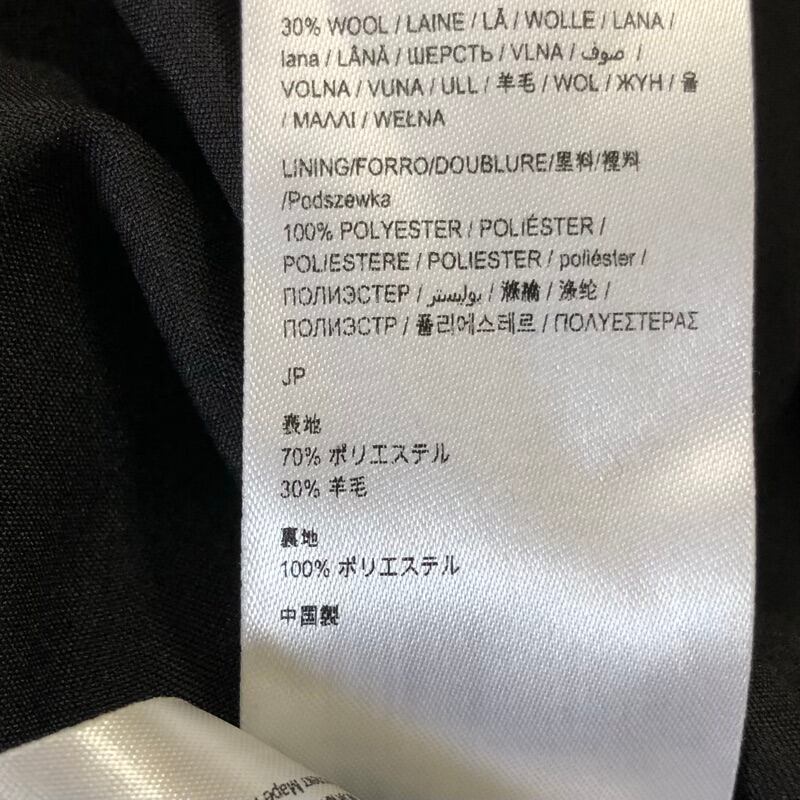 30% WOOL / LAINE / LÃ / WOLLE / LANA /
lana / LÂNĂ / ШЕРСТЬ / VLNA / صوف /
VOLNA / VUNA / ULL / 羊毛 / WOL / ЖҮН / 울
/ ΜΑΛΛΙ / WEŁNA
LINING/FORRO/DOUBLURE/里料/裡料
/Podszewka
100% POLYESTER / POLIÉSTER /
POLIESTERE / POLIESTER / poliéster /
ПОЛИЭСТЕР / بوليستر / 滌綸 / 涤纶 /
ПОЛИЭСТР / 폴리에스테르 / ΠΟΛΥΕΣΤΕΡΑΣ
JP
表地
70% ポリエステル
30% 羊毛
裏地
100% ポリエステル
中国製